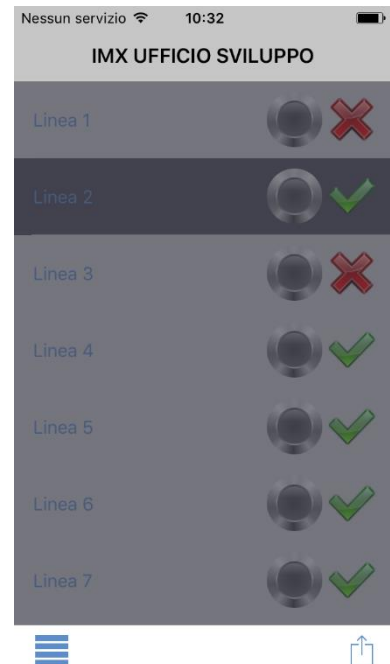 Nessun servizio 10:32
IMX UFFICIO SVILUPPO
Linea 1
Linea 2
Linea 3
Linea 4
Linea 5
Linea 6
Linea 7